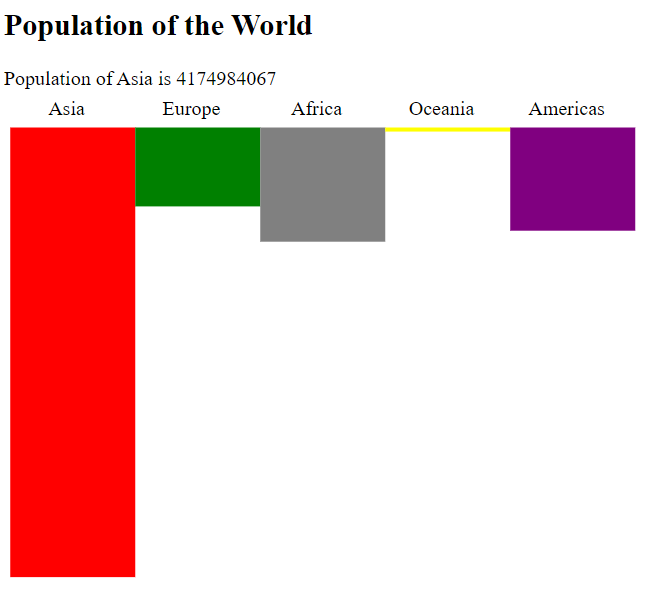 Population of the World
Population of Asia is 4174984067
Asia Europe Africa Oceania Americas